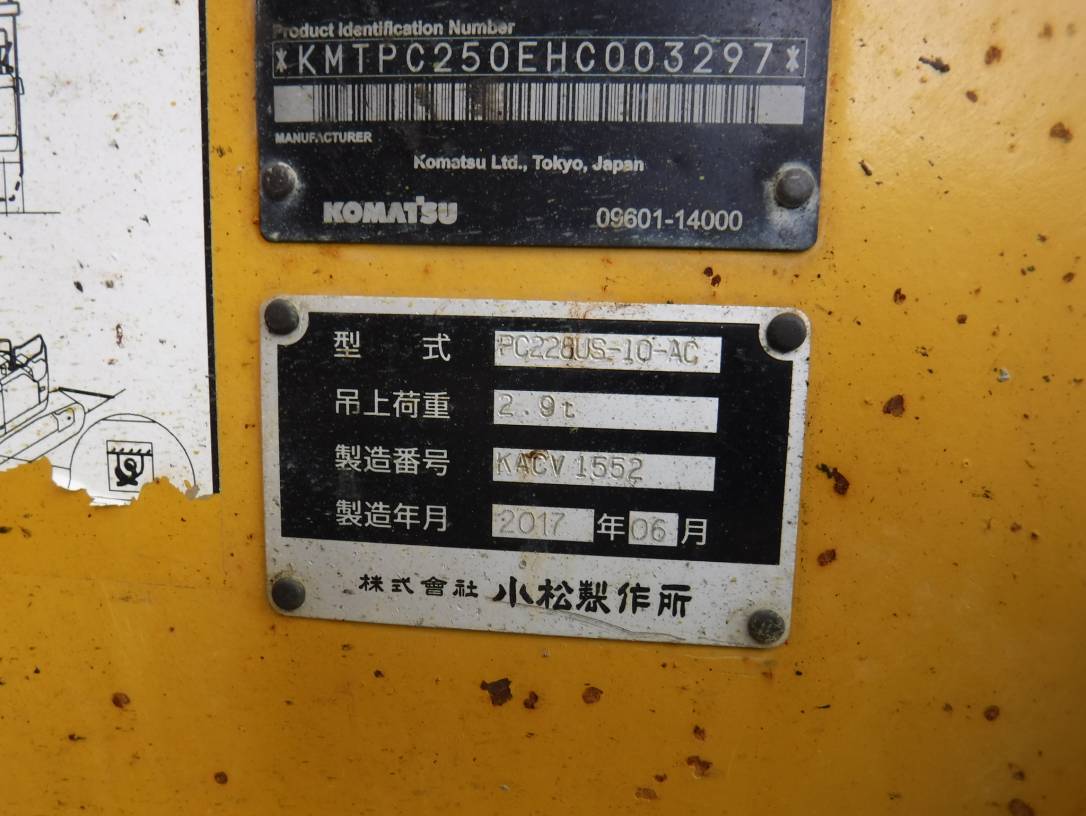 Product Identification Number
*KMTPC250EHC003297*
MANUFACTURER
Komatsu Ltd., Tokyo, Japan
KOMATSU 09601-14000
型 式 PC228US-10-AC
吊上荷重 2.9t
製造番号 KACV1552
製造年月 2017 年 06 月
株式會社 小松製作所